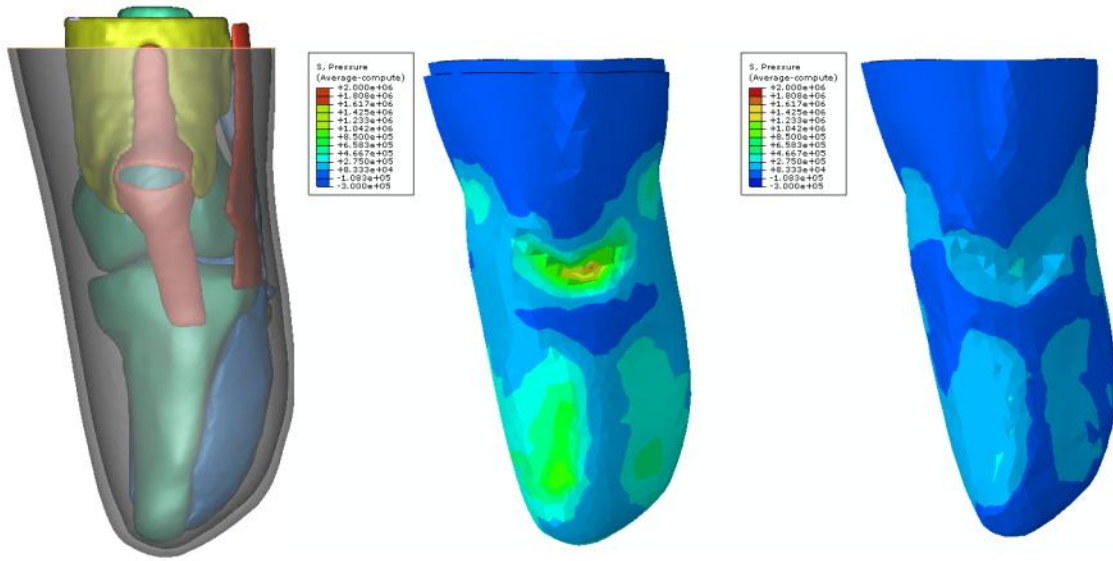 S, Pressure
(Average-compute)
+2.000e+06
+1.808e+06
+1.617e+06
+1.425e+06
+1.233e+06
+1.042e+06
+8.500e+05
+6.583e+05
+4.667e+05
+2.750e+05
+8.333e+04
-1.083e+05
-3.000e+05
S, Pressure
(Average-compute)
+2.000e+06
+1.808e+06
+1.617e+06
+1.425e+06
+1.233e+06
+1.042e+06
+8.500e+05
+6.583e+05
+4.667e+05
+2.750e+05
+8.333e+04
-1.083e+05
-3.000e+05